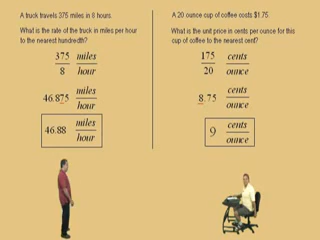 A truck travels 375 miles in 8 hours.
What is the rate of the truck in miles per hour
to the nearest hundredth?
375 miles
8 hour
46.875 miles
hour
46.88 miles
hour
A 20 ounce cup of coffee costs $1.75.
What is the unit price in cents per ounce for this
cup of coffee to the nearest cent?
175 cents
20 ounce
8.75 cents
ounce
9 cents
ounce